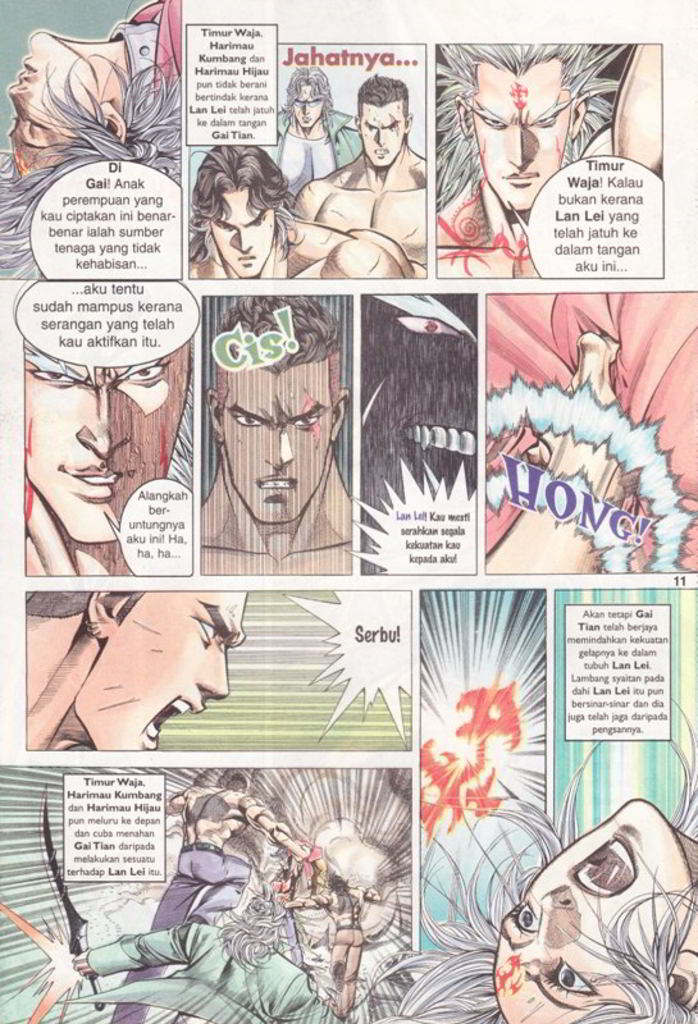 Timur Waja,
Harimau
Kumbang dan
Harimau Hijau
pun tidak berani
bertindak kerana
Lan Lei telah jatuh
ke dalam tangan
Gai Tian.
Jahatnya...
Di
Gai! Anak
perempuan yang
kau ciptakan ini benar-
benar ialah sumber
tenaga yang tidak
kehabisan...
Timur
Waja! Kalau
bukan kerana
Lan Lei yang
telah jatuh ke
dalam tangan
aku ini...
...aku tentu
sudah mampus kerana
serangan yang telah
kau aktifkan itu.
Alangkah
ber-
untungnya
aku ini! Ha,
ha, ha...
Cis!
Lan Lei! Kau mesti
serahkan segala
kekuatan kau
kepada aku!
HONG!
11
Serbu!
Akan tetapi Gai
Tian telah berjaya
memindahkan kekuatan
gelapnya ke dalam
tubuh Lan Lei.
Lambang syaitan pada
dahi Lan Lei itu pun
bersinar-sinar dan dia
juga telah jaga daripada
pengsannya.
Timur Waja,
Harimau Kumbang
dan Harimau Hijau
pun meluru ke depan
dan cuba menahan
Gai Tian daripada
melakukan sesuatu
terhadap Lan Lei itu.